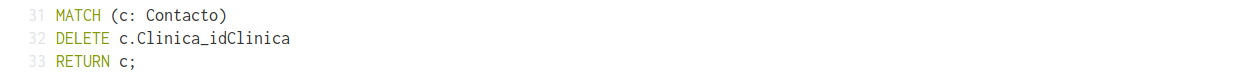 31 MATCH (c: Contacto)
32 DELETE c.Clinica_idClinica
33 RETURN c;